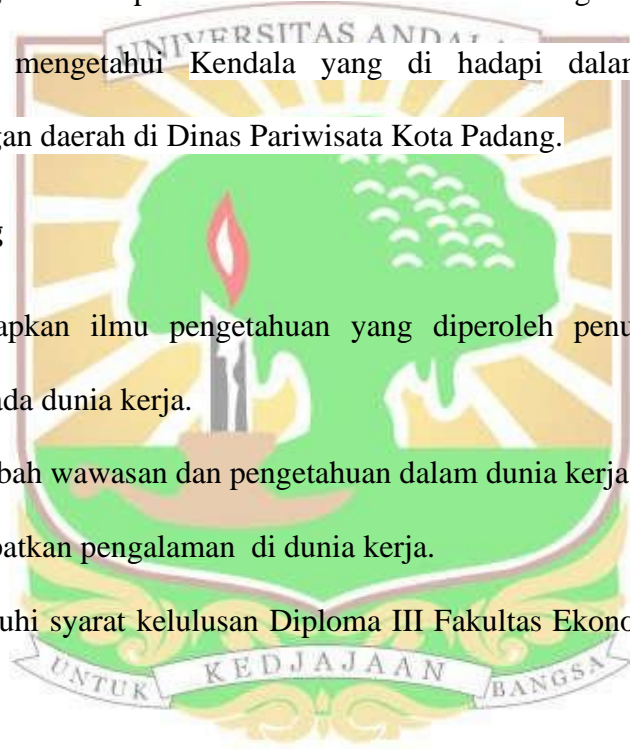 UNIVERSITAS ANDALA
mengetahui Kendala yang di hadapi dalam
gan daerah di Dinas Pariwisata Kota Padang.
g
apkan ilmu pengetahuan yang diperoleh penu
ada dunia kerja.
bah wawasan dan pengetahuan dalam dunia kerja
patkan pengalaman di dunia kerja.
uhi syarat kelulusan Diploma III Fakultas Ekono
UNTUK KEDJAJAAN BANGSA